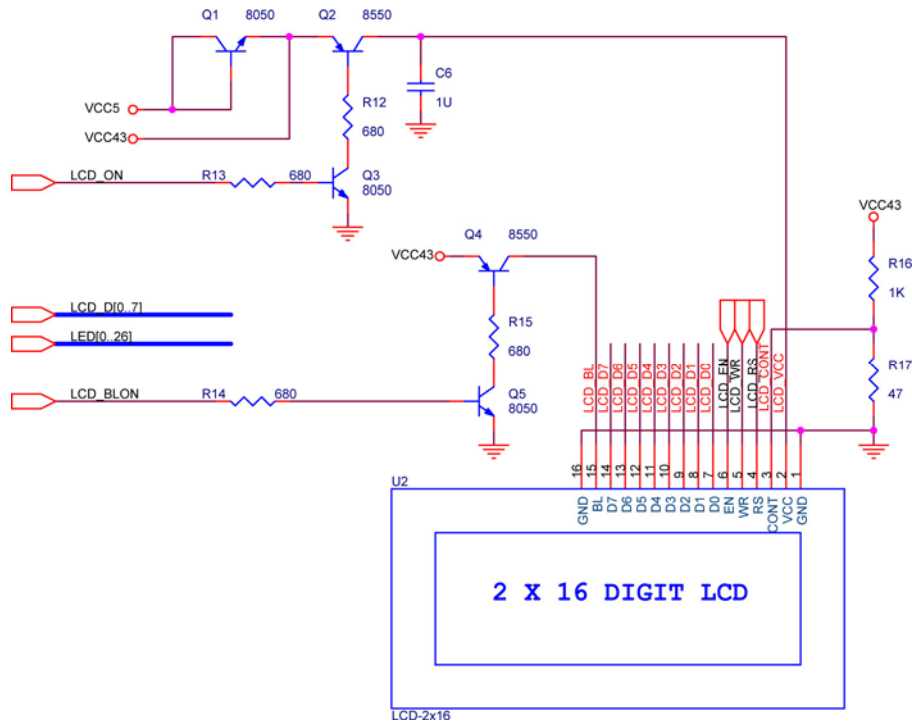 Q1 8050 Q2 8550
C6
1U
R12
680
VCC5
VCC43
LCD_ON
R13 680
Q3
8050
Q4 8550
VCC43
VCC43
R16
1K
LCD_D[0..7]
LED[0..26]
R15
680
R17
47
LCD_BLON
R14 680
Q5
8050
LCD_BL
LCD_D7
LCD_D6
LCD_D5
LCD_D4
LCD_D3
LCD_D2
LCD_D1
LCD_D0
LCD_EN
LCD_WR
LCD_RS
LCD_CONT
LCD_VCC
16 15 14 13 12 11 10 9 8 7 6 5 4 3 2 1
U2
GND BL D7 D6 D5 D4 D3 D2 D1 D0 EN WR RS CONT VCC GND
2 X 16 DIGIT LCD
LCD-2x16